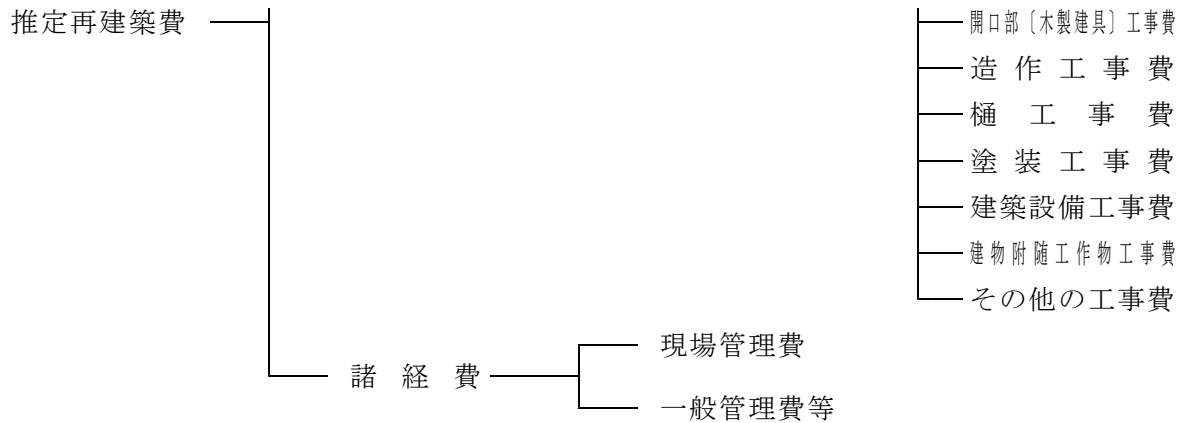 推定再建築費
開口部〔木製建具〕工事費
造作工事費
樋工事費
塗装工事費
建築設備工事費
建物附随工作物工事費
その他の工事費
諸経費
現場管理費
一般管理費等